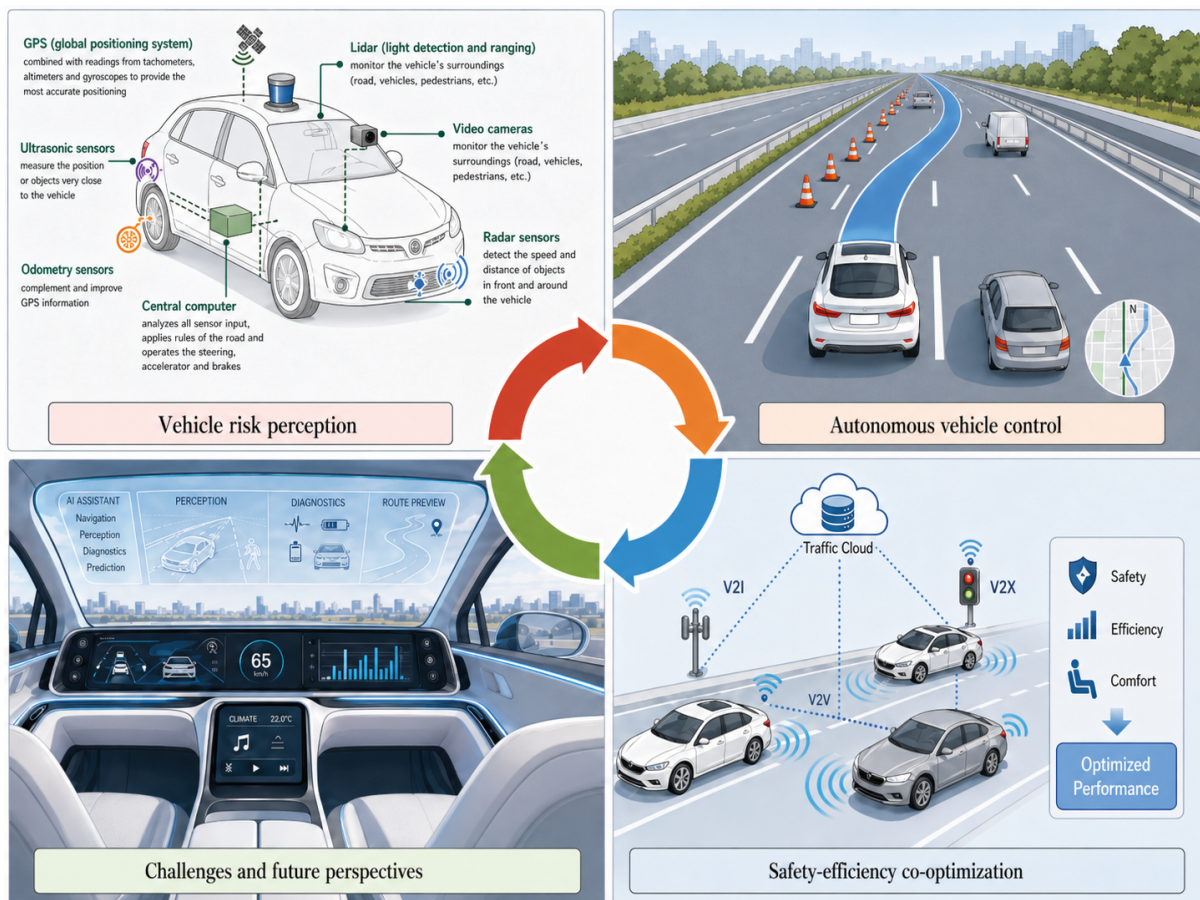 GPS (global positioning system)
combined with readings from tachometers,
altimeters and gyroscopes to provide the
most accurate positioning
Lidar (light detection and ranging)
monitor the vehicle's surroundings
(road, vehicles, pedestrians, etc.)
Video cameras
monitor the vehicle's
surroundings (road, vehicles,
pedestrians, etc.)
Ultrasonic sensors
measure the position
or objects very close
to the vehicle
Radar sensors
detect the speed and
distance of objects
in front and around
the vehicle
Odometry sensors
complement and improve
GPS information
Central computer
analyzes all sensor input,
applies rules of the road and
operates the steering,
accelerator and brakes
Vehicle risk perception
N
Autonomous vehicle control
AI ASSISTANT
Navigation
Perception
Diagnostics
Prediction
PERCEPTION
DIAGNOSTICS
ROUTE PREVIEW
65
km/h
CLIMATE 22.0°C
Challenges and future perspectives
Traffic Cloud
V2I
V2X
V2V
Safety
Efficiency
Comfort
Optimized
Performance
Safety-efficiency co-optimization